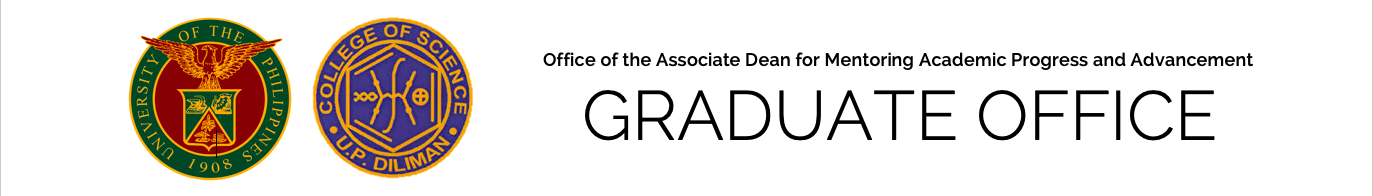 UNIVERSITY OF THE PHILIPPINES
1908
COLLEGE OF SCIENCE
• U.P. DILIMAN •
Office of the Associate Dean for Mentoring Academic Progress and Advancement
GRADUATE OFFICE